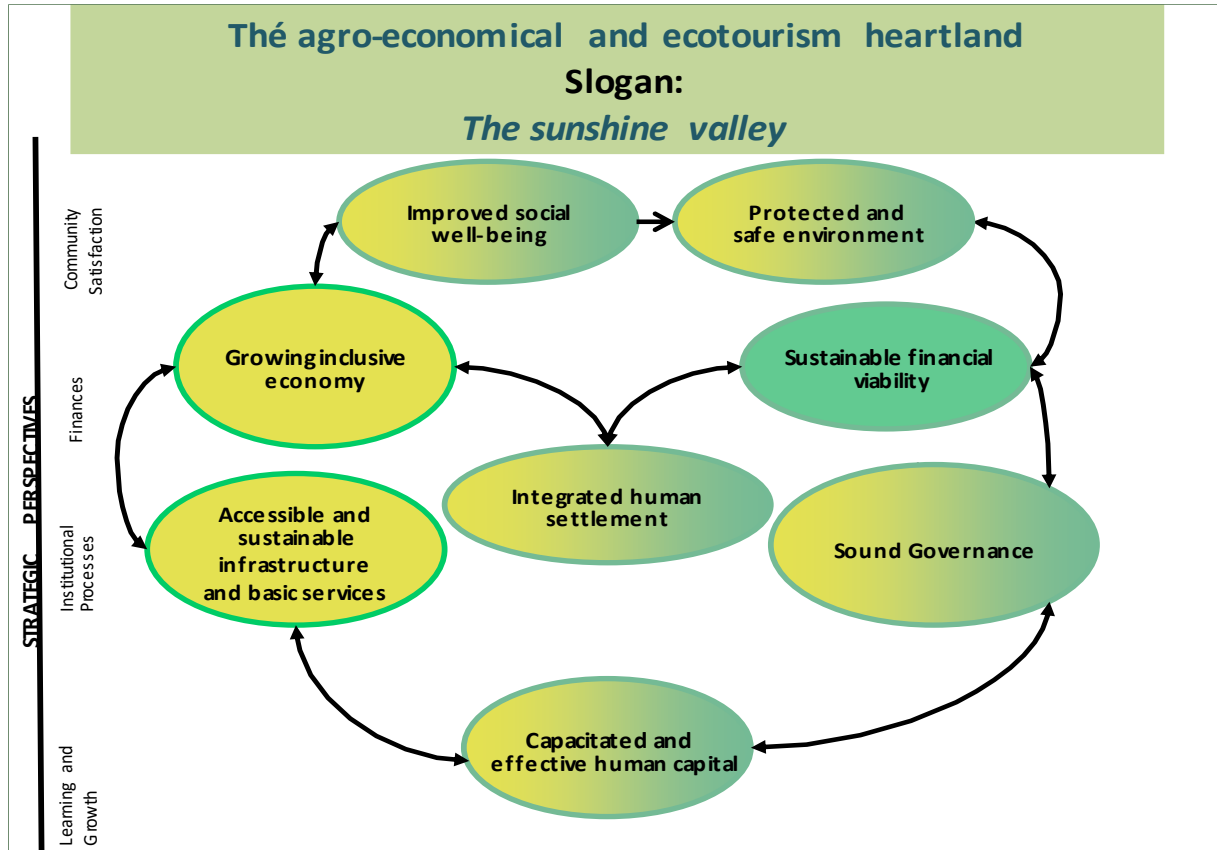 Thé agro-economical and ecotourism heartland
Slogan:
The sunshine valley
STRATEGIC PERSPECTIVES
Community
Satisfaction
Improved social
well-being
Protected and
safe environment
Finances
Growing inclusive
economy
Sustainable financial
viability
Institutional
Processes
Accessible and
sustainable
infrastructure
and basic services
Integrated human
settlement
Sound Governance
Learning and
Growth
Capacitated and
effective human capital